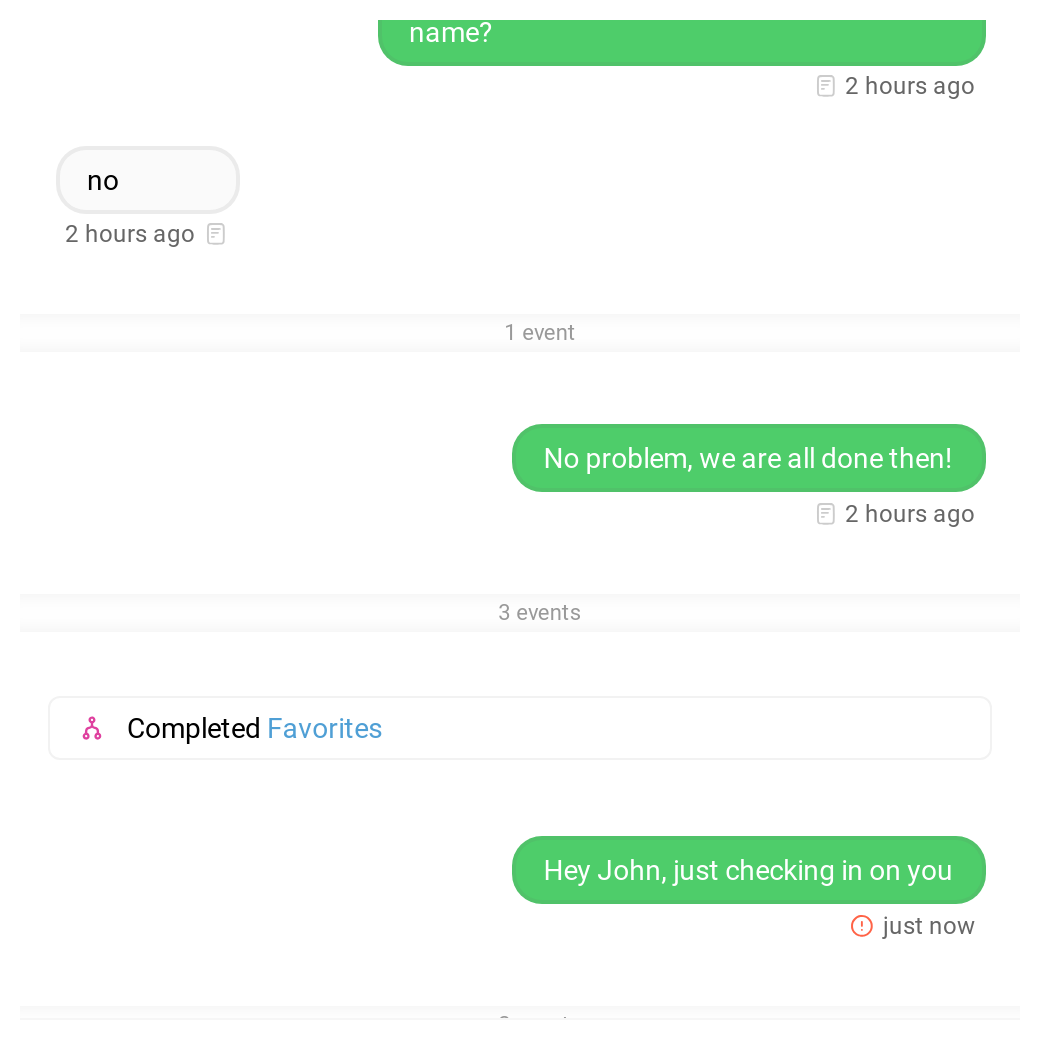 name?
2 hours ago
no
2 hours ago
1 event
No problem, we are all done then!
2 hours ago
3 events
Completed Favorites
Hey John, just checking in on you
just now